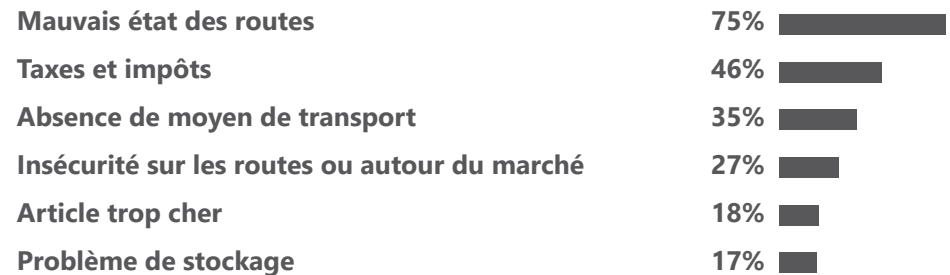 Mauvais état des routes 75%
Taxes et impôts 46%
Absence de moyen de transport 35%
Insécurité sur les routes ou autour du marché 27%
Article trop cher 18%
Problème de stockage 17%